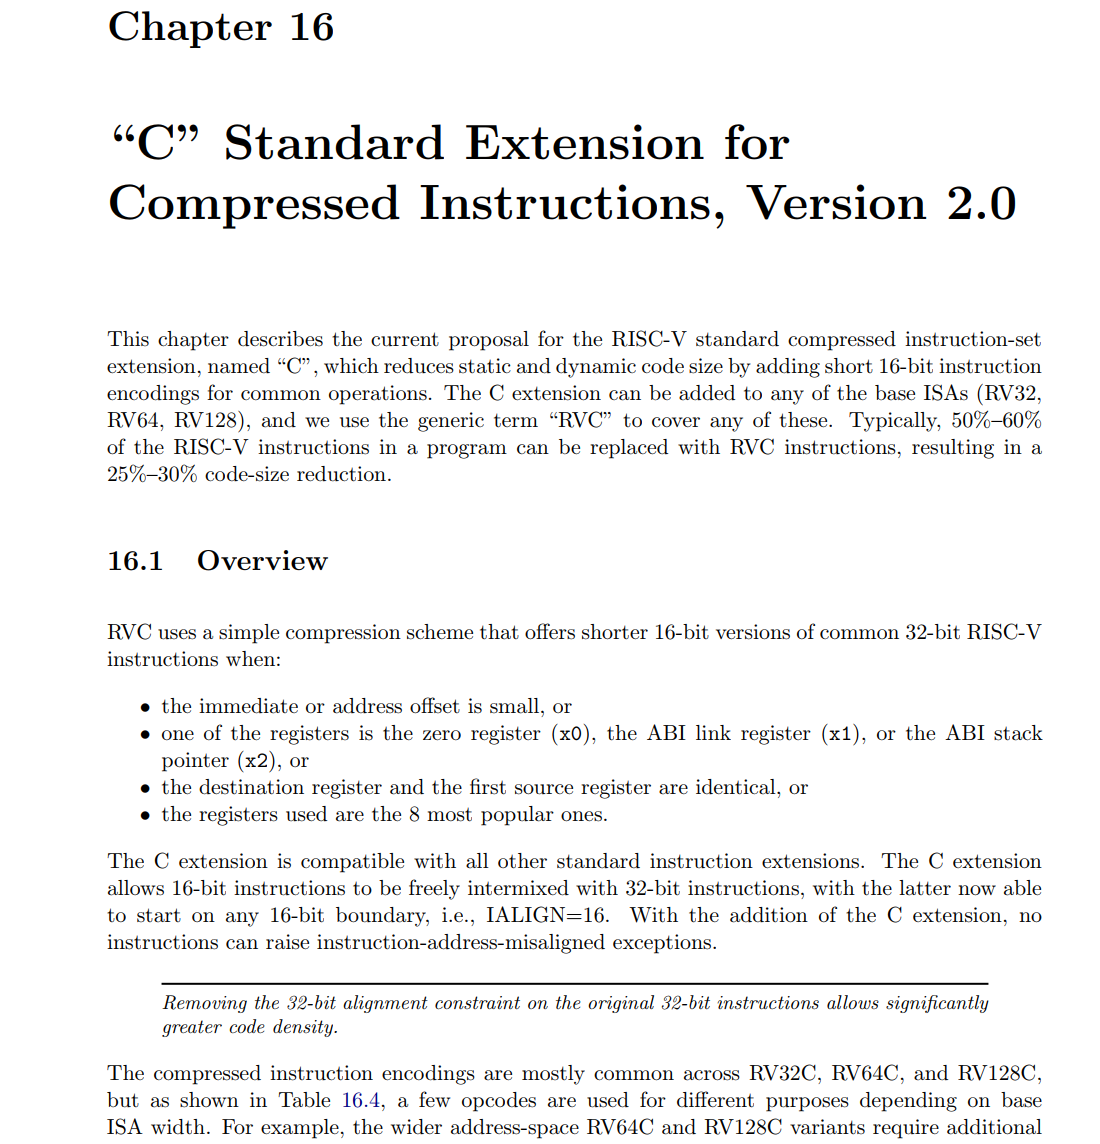 Chapter 16
“C” Standard Extension for
Compressed Instructions, Version 2.0
This chapter describes the current proposal for the RISC-V standard compressed instruction-set
extension, named “C”, which reduces static and dynamic code size by adding short 16-bit instruction
encodings for common operations. The C extension can be added to any of the base ISAs (RV32,
RV64, RV128), and we use the generic term “RVC” to cover any of these. Typically, 50%–60%
of the RISC-V instructions in a program can be replaced with RVC instructions, resulting in a
25%–30% code-size reduction.
16.1 Overview
RVC uses a simple compression scheme that offers shorter 16-bit versions of common 32-bit RISC-V
instructions when:
• the immediate or address offset is small, or
• one of the registers is the zero register (x0), the ABI link register (x1), or the ABI stack
pointer (x2), or
• the destination register and the first source register are identical, or
• the registers used are the 8 most popular ones.
The C extension is compatible with all other standard instruction extensions. The C extension
allows 16-bit instructions to be freely intermixed with 32-bit instructions, with the latter now able
to start on any 16-bit boundary, i.e., IALIGN=16. With the addition of the C extension, no
instructions can raise instruction-address-misaligned exceptions.
Removing the 32-bit alignment constraint on the original 32-bit instructions allows significantly
greater code density.
The compressed instruction encodings are mostly common across RV32C, RV64C, and RV128C,
but as shown in Table 16.4, a few opcodes are used for different purposes depending on base
ISA width. For example, the wider address-space RV64C and RV128C variants require additional